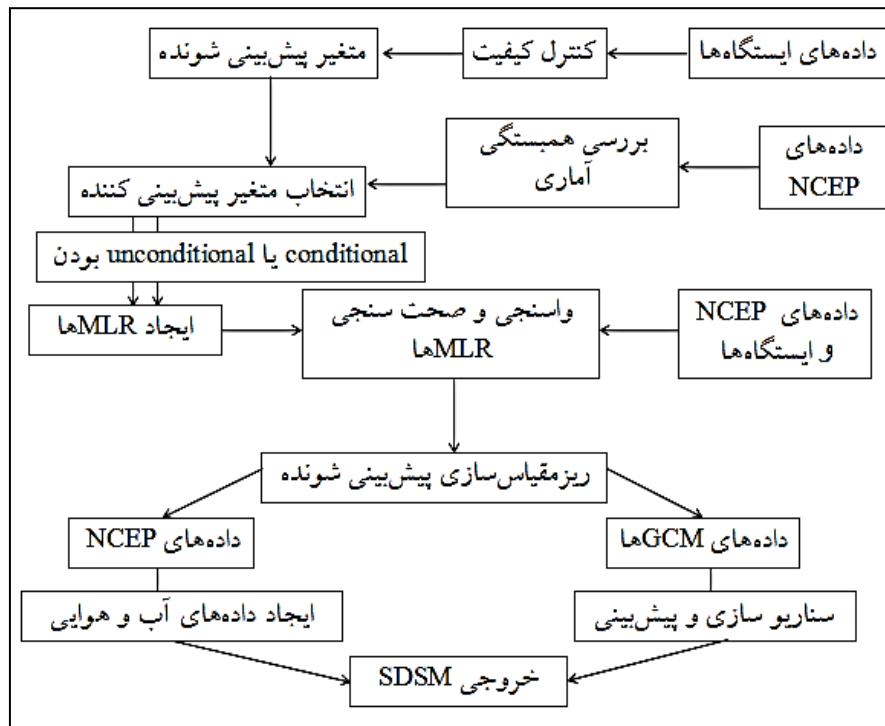 داده‌های ایستگاه‌ها
کنترل کیفیت
متغیر پیش‌بینی شونده
داده‌های
NCEP
بررسی همبستگی
آماری
انتخاب متغیر پیش‌بینی کننده
conditional یا unconditional بودن
ایجاد MLRها
واسنجی و صحت سنجی
MLRها
داده‌های NCEP
و ایستگاه‌ها
ریزمقیاس‌سازی پیش‌بینی شونده
داده‌های GCMها
داده‌های NCEP
سناریو سازی و پیش‌بینی
ایجاد داده‌های آب و هوایی
خروجی SDSM